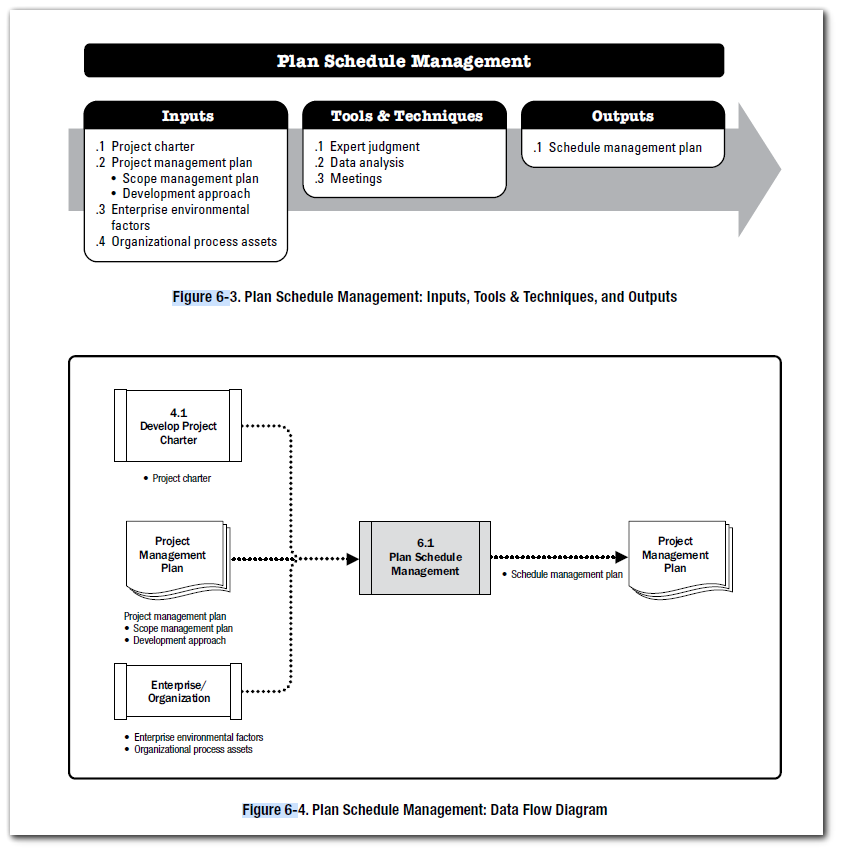 Plan Schedule Management
Inputs
.1 Project charter
.2 Project management plan
• Scope management plan
• Development approach
.3 Enterprise environmental
factors
.4 Organizational process assets
Tools & Techniques
.1 Expert judgment
.2 Data analysis
.3 Meetings
Outputs
.1 Schedule management plan
Figure 6-3. Plan Schedule Management: Inputs, Tools & Techniques, and Outputs
4.1
Develop Project
Charter
• Project charter
Project
Management
Plan
Project management plan
• Scope management plan
• Development approach
Enterprise/
Organization
• Enterprise environmental factors
• Organizational process assets
6.1
Plan Schedule
Management
• Schedule management plan
Project
Management
Plan
Figure 6-4. Plan Schedule Management: Data Flow Diagram